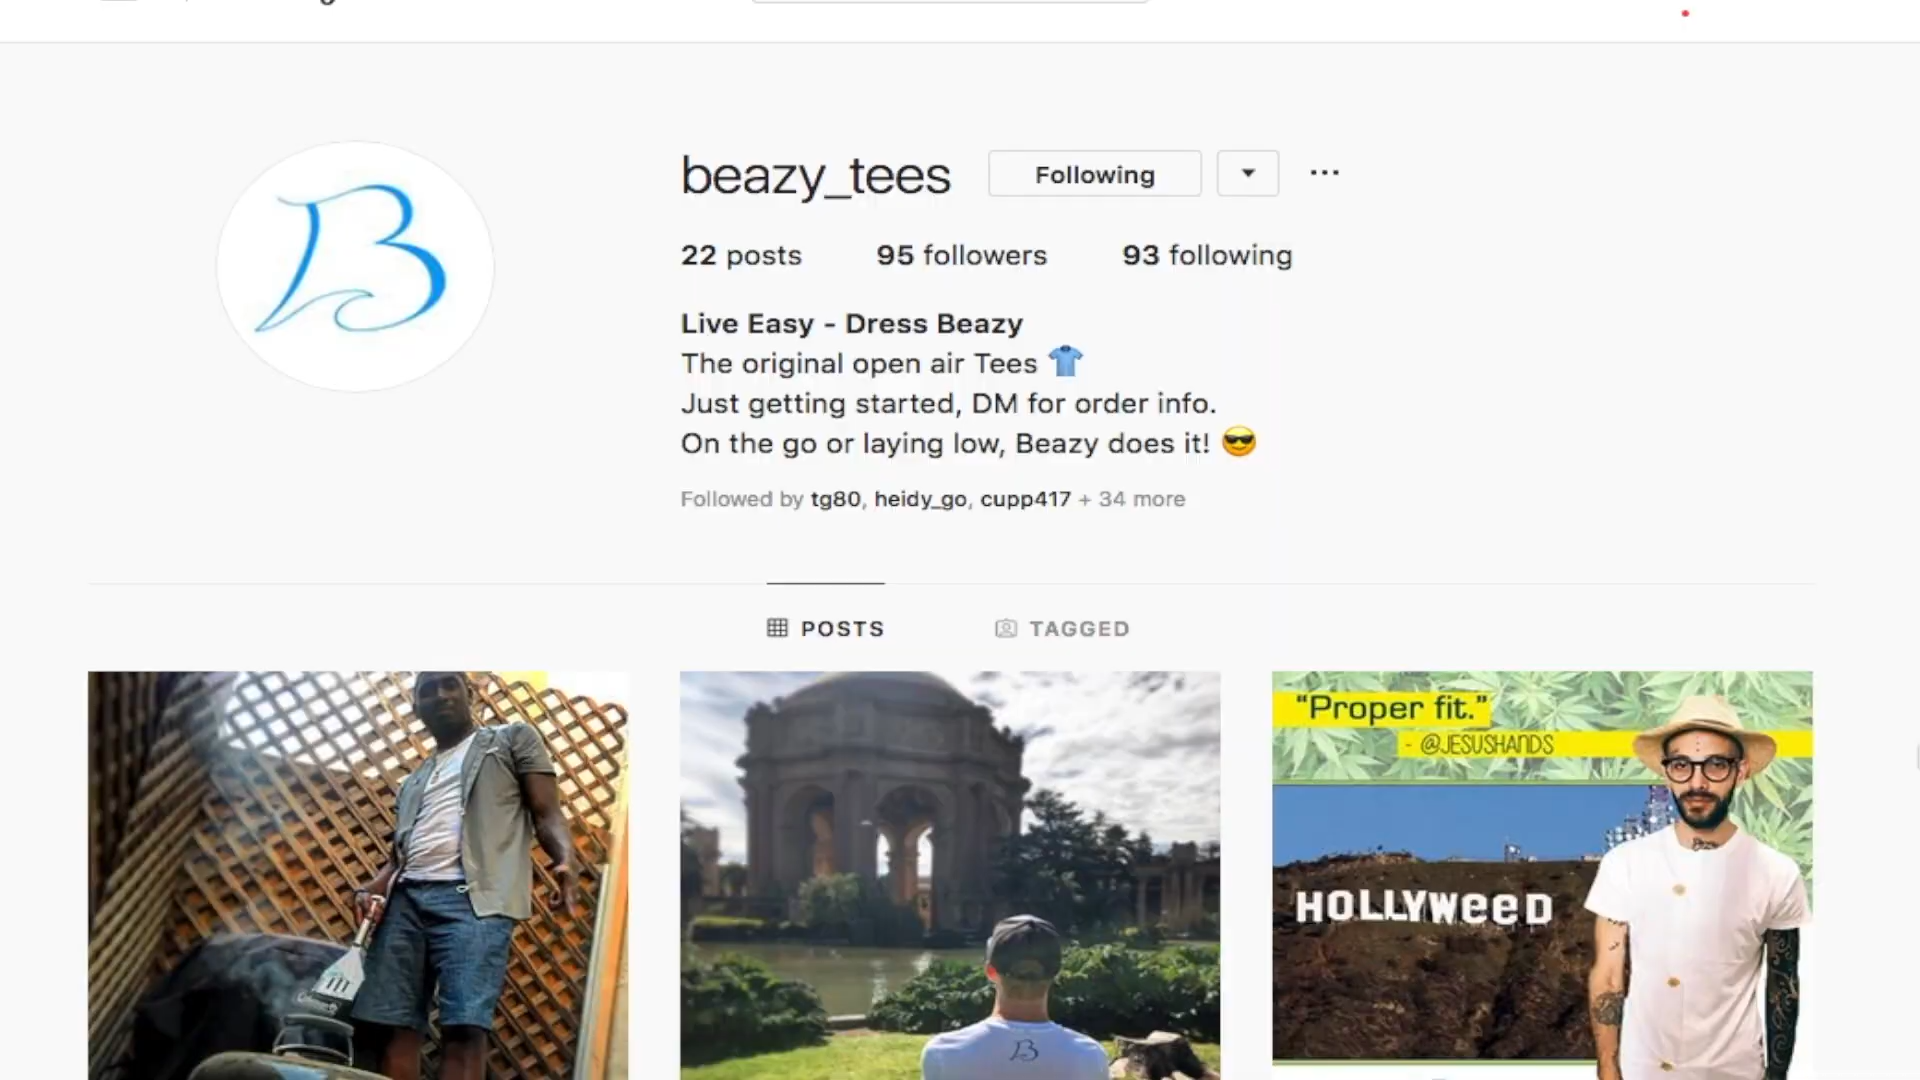 beazy_tees Following
22 posts 95 followers 93 following
Live Easy - Dress Beazy
The original open air Tees 👕
Just getting started, DM for order info.
On the go or laying low, Beazy does it! 😎
Followed by tg80, heidy_go, cupp417 + 34 more
POSTS TAGGED
“Proper fit.”
- @JESUSHANDS
HOLLYWeeD
B
B